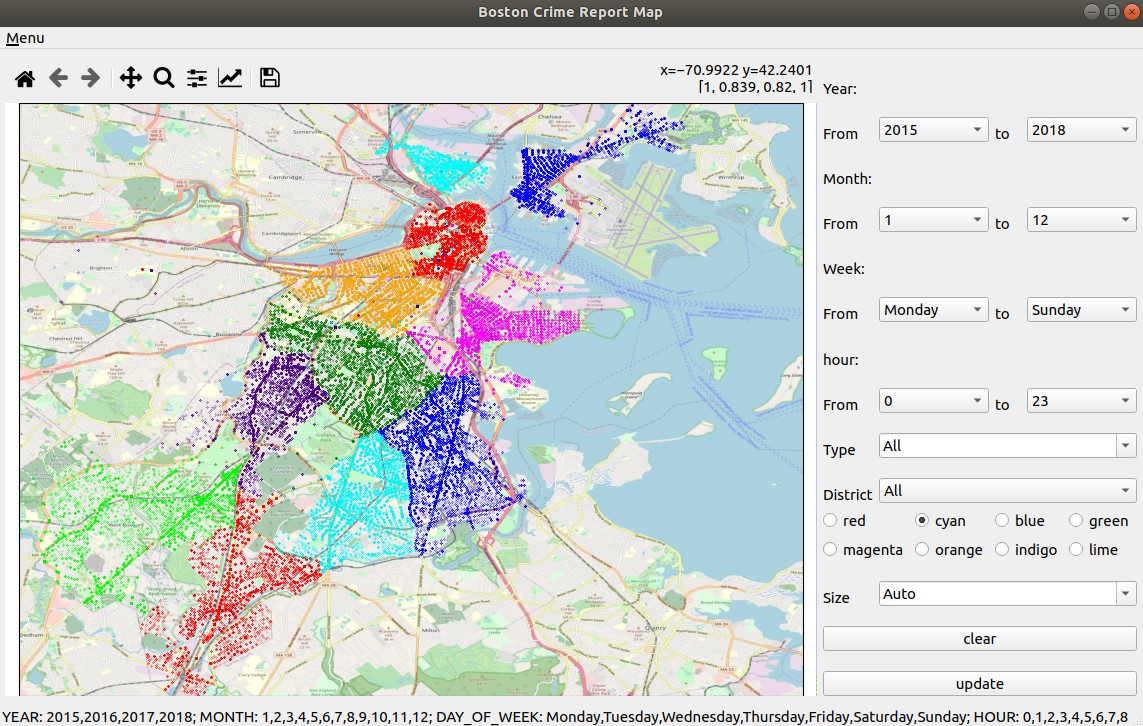 Boston Crime Report Map
Menu
x=−70.9922 y=42.2401
[1, 0.839, 0.82, 1]
Year:
From 2015 to 2018
Month:
From 1 to 12
Week:
From Monday to Sunday
hour:
From 0 to 23
Type All
District All
red cyan blue green
magenta orange indigo lime
Size Auto
clear
update
Chelsea
Somerville
Cambridge
Winthrop
Cambridgeport
Allston
Brighton
Brookline
Chestnut Hill
Milton
Quincy
Dedham
YEAR: 2015,2016,2017,2018; MONTH: 1,2,3,4,5,6,7,8,9,10,11,12; DAY_OF_WEEK: Monday,Tuesday,Wednesday,Thursday,Friday,Saturday,Sunday; HOUR: 0,1,2,3,4,5,6,7,8